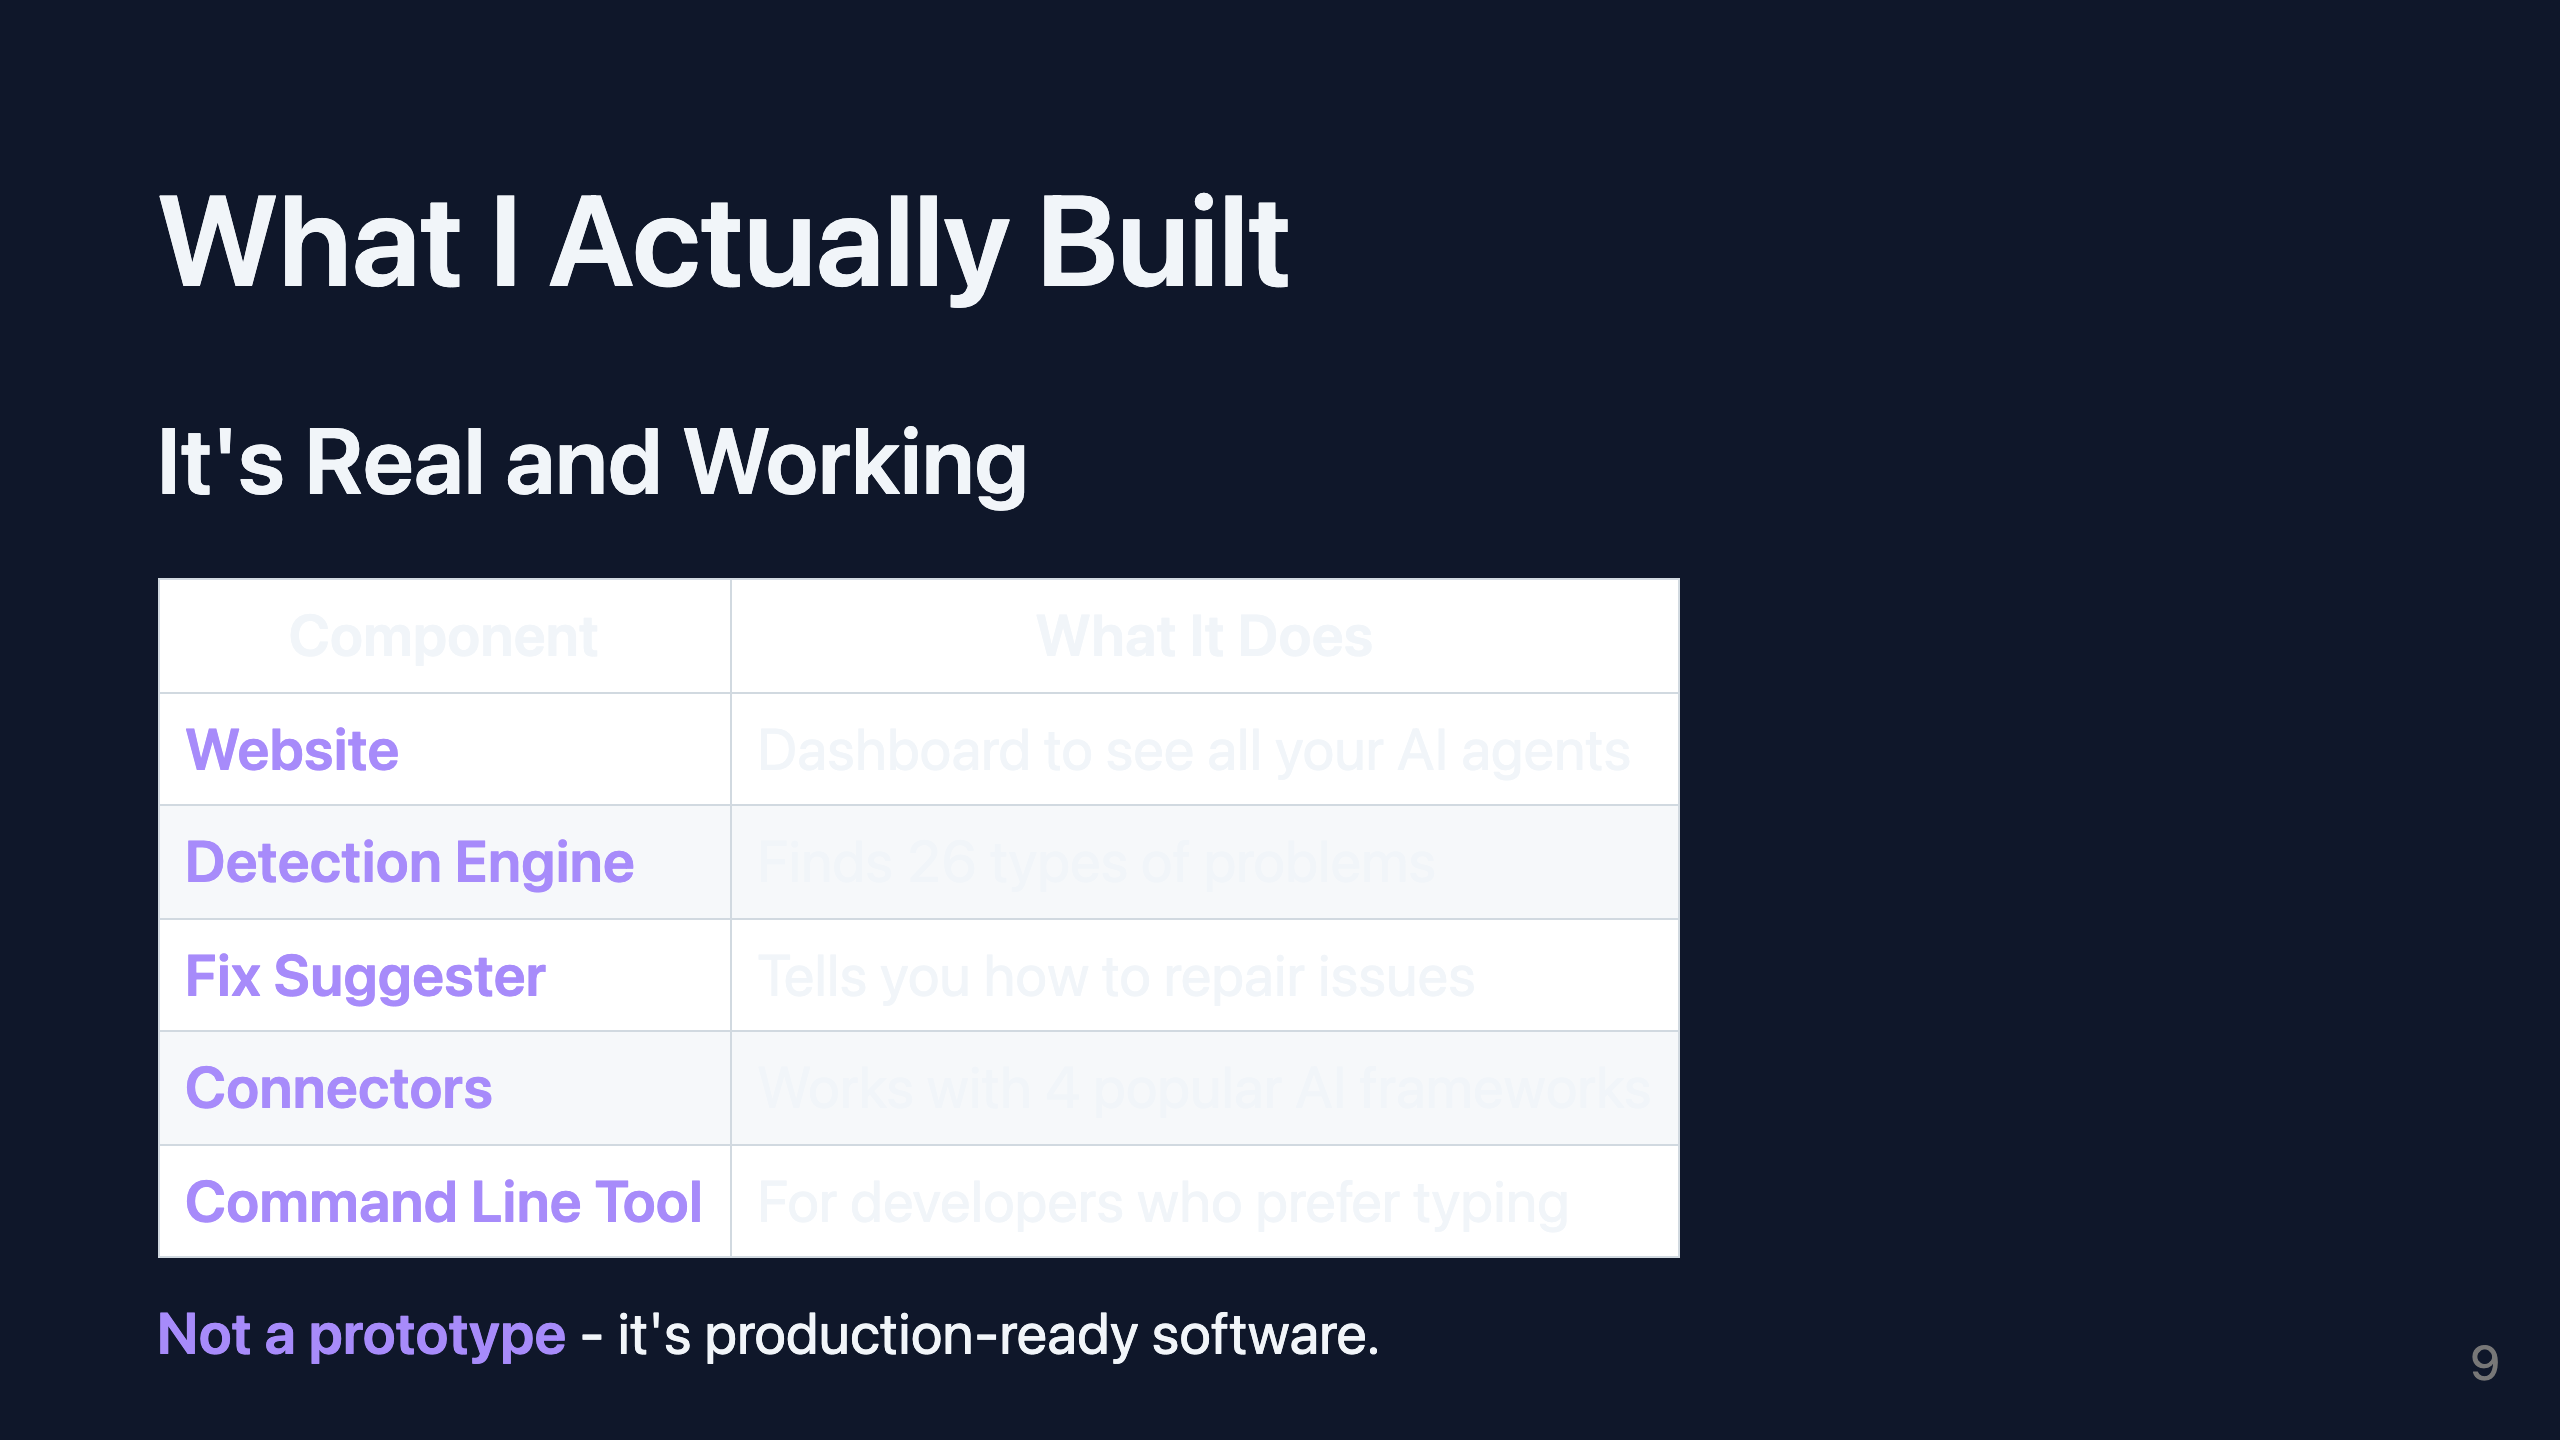 What I Actually Built
It's Real and Working
Component What It Does
Website Dashboard to see all your AI agents
Detection Engine Finds 26 types of problems
Fix Suggester Tells you how to repair issues
Connectors Works with 4 popular AI frameworks
Command Line Tool For developers who prefer typing
Not a prototype - it's production-ready software.
9